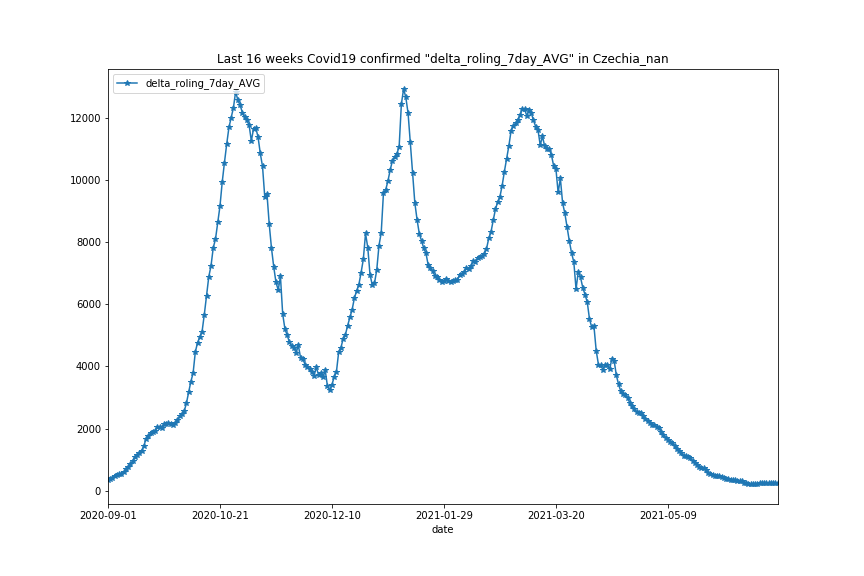 Last 16 weeks Covid19 confirmed "delta_roling_7day_AVG" in Czechia_nan
delta_roling_7day_AVG
12000
10000
8000
6000
4000
2000
0
2020-09-01 2020-10-21 2020-12-10 2021-01-29 2021-03-20 2021-05-09
date